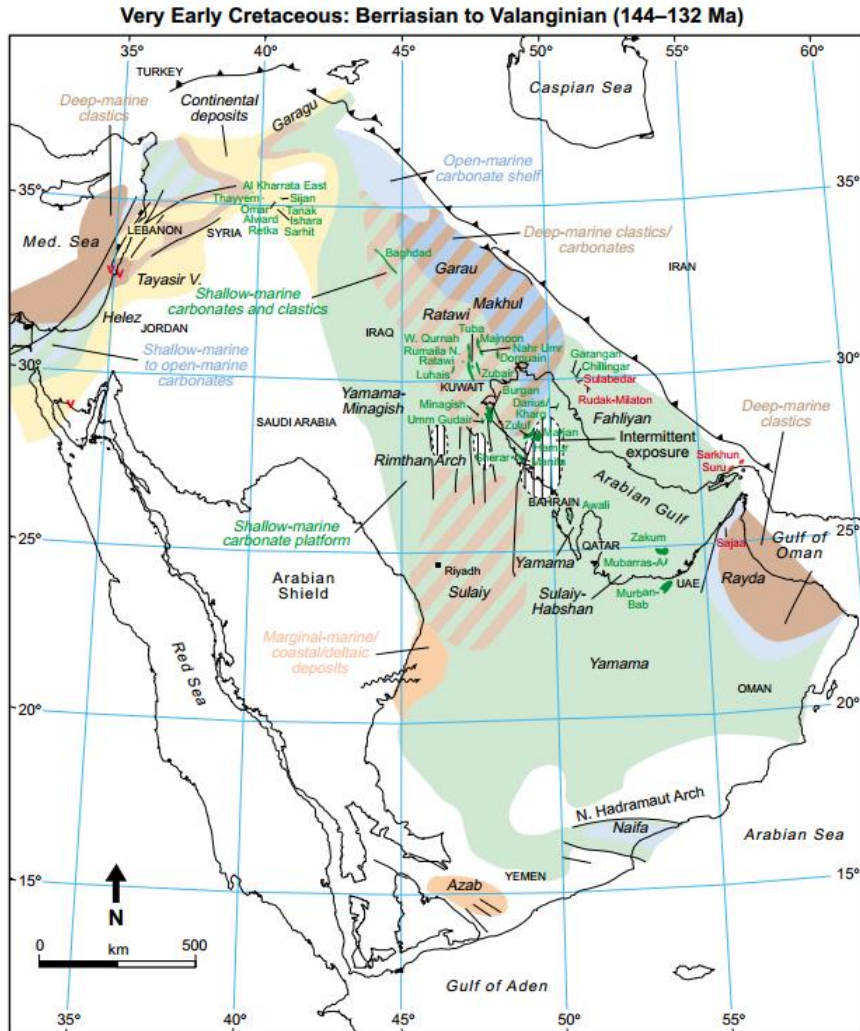 Very Early Cretaceous: Berriasian to Valanginian (144–132 Ma)
35°
40°
45°
50°
55°
60°
TURKEY
Caspian Sea
Deep-marine
clastics
Continental
deposits
Garagu
Open-marine
carbonate shelf
35°
35°
Al Kharrata East
Thayyem
Sijan
Omar
Tanak
Alward
Ishara
Retka
Sarhit
LEBANON
SYRIA
Med. Sea
Deep-marine clastics/
carbonates
IRAN
Baghdad
Garau
Tayasir V.
Shallow-marine
carbonates and clastics
Makhul
Helez
JORDAN
IRAQ
Ratawi
Tuba
W. Qurnah
Majnoon
Rumaila N.
Nahr Umr
Ratawi
Dorquain
Luhais
Zubair
Shallow-marine
to open-marine
carbonates
30°
30°
Garangan
Chillingar
Sulabedar
Rudak-Milaton
KUWAIT
Burgan
Yamama-
Minagish
Minagish
Darius/
Kharg
Fahliyan
Deep-marine
clastics
SAUDI ARABIA
Umm Gudair
Zuluf
Marjan
Intermittent
exposure
Rimthan Arch
Sherar
Hamur
Manifa
Sarkhun
Suru
BAHRAIN
Awali
Arabian Gulf
Shallow-marine
carbonate platform
25°
25°
Zakum
Gulf of
Oman
Yamama
QATAR
Mubarras-A
Sajaa
Riyadh
Arabian
Shield
Sulaiy
Sulaiy-
Habshan
UAE
Rayda
Murban-
Bab
Marginal-marine/
coastal/deltaic
deposits
Red Sea
Yamama
OMAN
20°
20°
N. Hadramaut Arch
Naifa
Arabian Sea
15°
15°
YEMEN
Azab
N
0
km
500
Gulf of Aden
35°
40°
45°
50°
55°